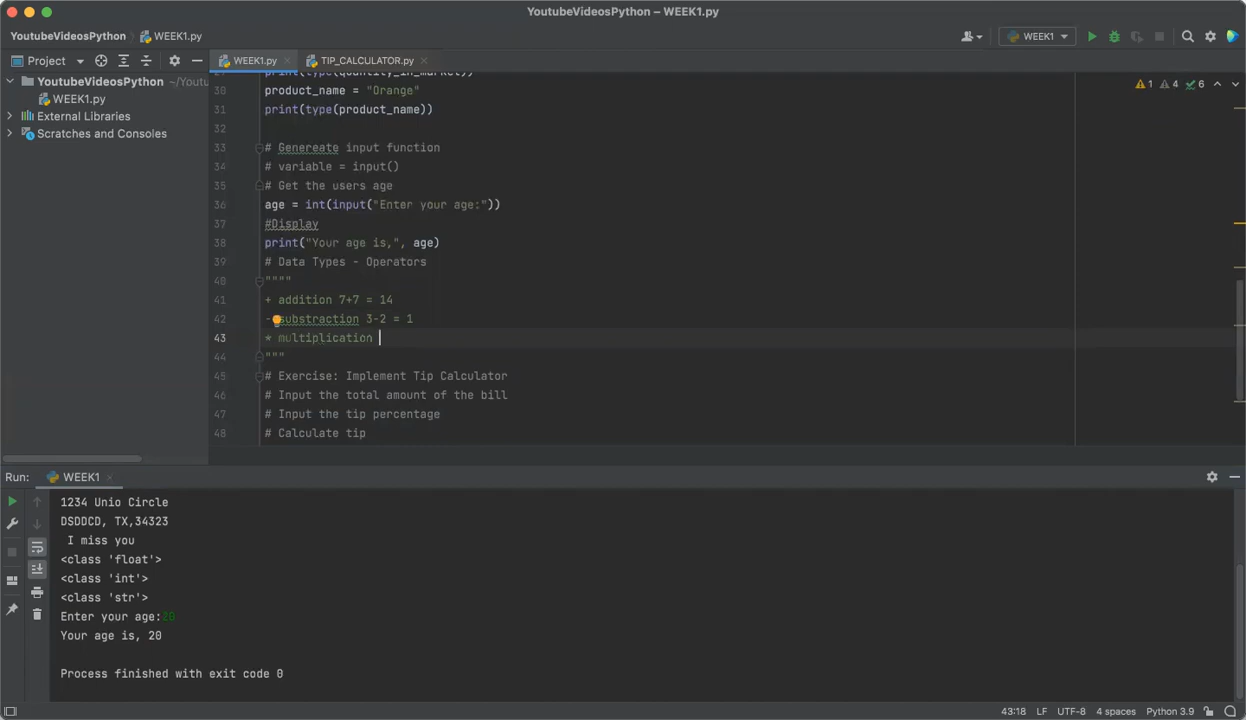 YoutubeVideosPython – WEEK1.py
YoutubeVideosPython WEEK1.py WEEK1
Project WEEK1.py TIP_CALCULATOR.py
YoutubeVideosPython ~/Youtu
WEEK1.py
External Libraries
Scratches and Consoles
1 4 6
29 print(type(quantity_in_market))
30 product_name = "Orange"
31 print(type(product_name))
32
33 # Genereate input function
34 # variable = input()
35 # Get the users age
36 age = int(input("Enter your age:"))
37 #Display
38 print("Your age is,", age)
39 # Data Types - Operators
40 """"
41 + addition 7+7 = 14
42 - substraction 3-2 = 1
43 * multiplication
44 """
45 # Exercise: Implement Tip Calculator
46 # Input the total amount of the bill
47 # Input the tip percentage
48 # Calculate tip
Run: WEEK1
1234 Unio Circle
DSDDCD, TX,34323
I miss you
<class 'float'>
<class 'int'>
<class 'str'>
Enter your age:20
Your age is, 20
Process finished with exit code 0
43:18 LF UTF-8 4 spaces Python 3.9